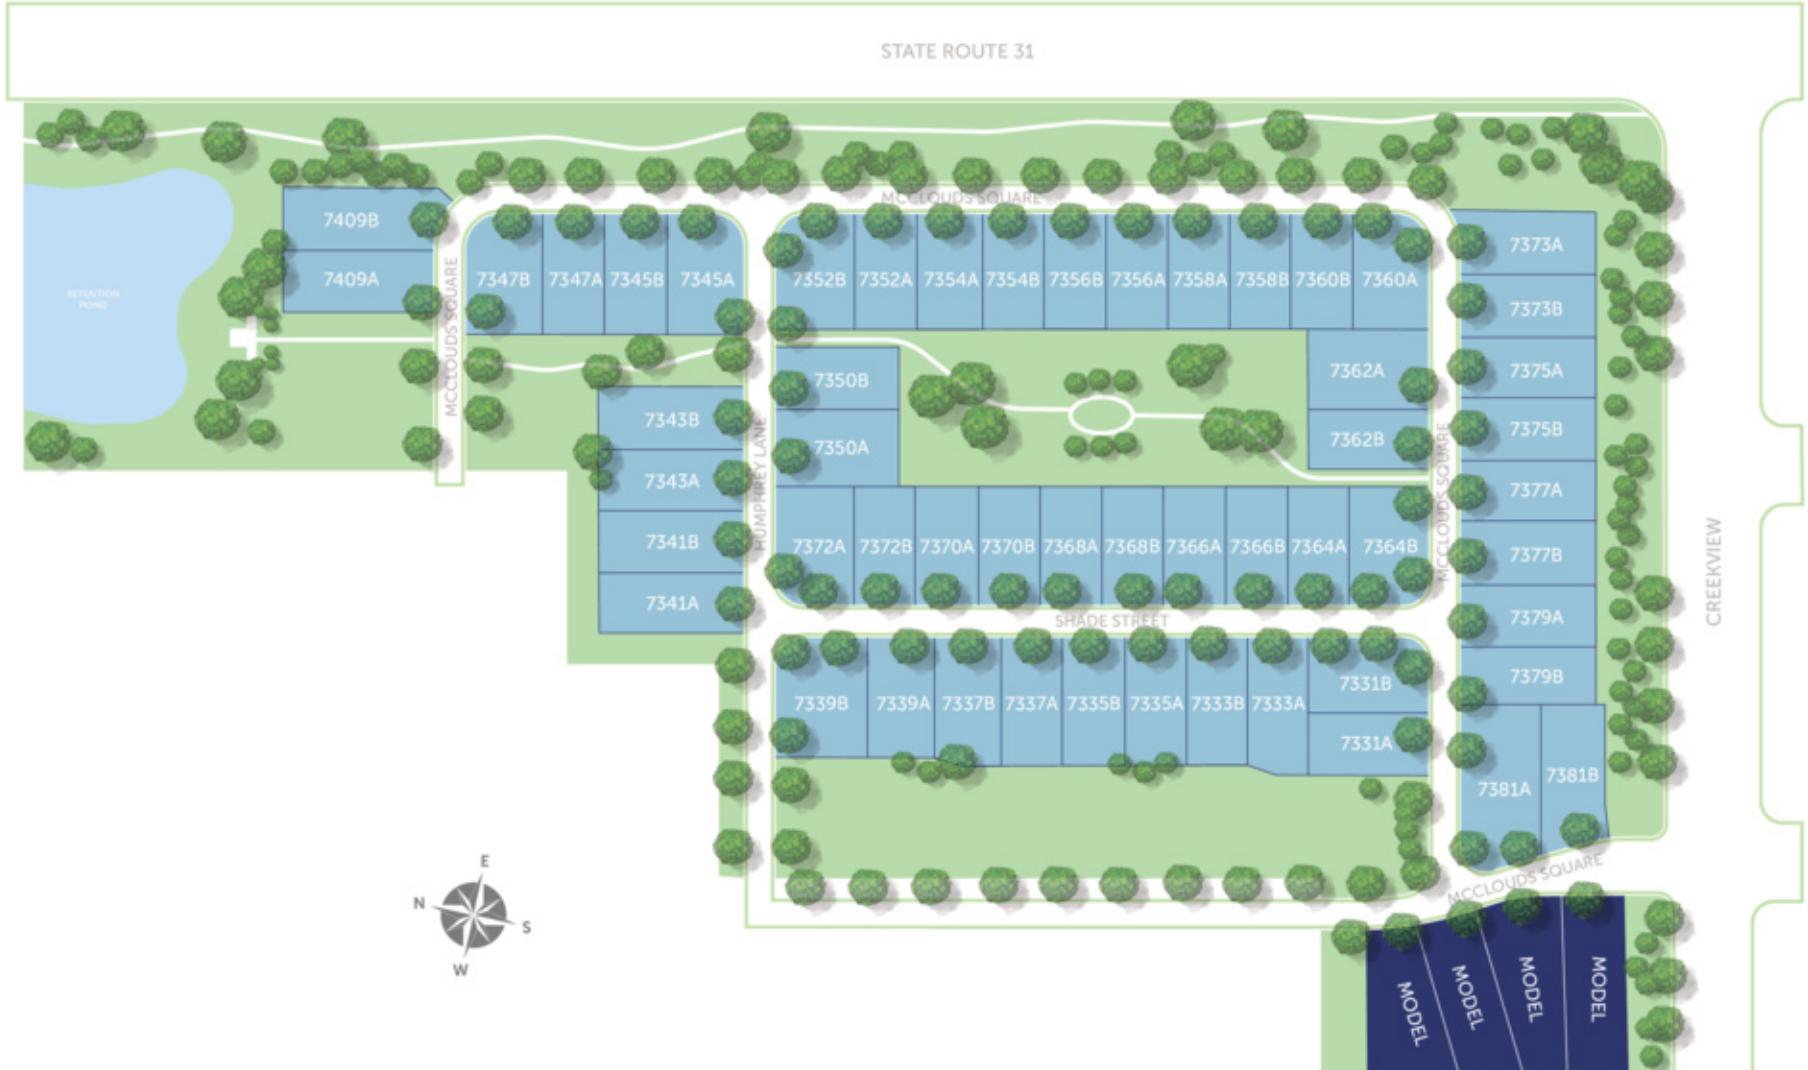 STATE ROUTE 31
MCCLOUDS SQUARE
7409B
7409A
RETENTION
POND
MCCLOUDS SQUARE
7347B 7347A 7345B 7345A
7352B 7352A 7354A 7354B 7356B 7356A 7358A 7358B 7360B 7360A
7373A
7373B
7375A
7375B
7377A
7377B
7379A
7379B
7381A 7381B
7350B
7350A
7362A
7362B
MCCLOUDS SQUARE
7343B
7343A
7341B
7341A
HUMPHREY LANE
7372A 7372B 7370A 7370B 7368A 7368B 7366A 7366B 7364A 7364B
SHADE STREET
CREEKVIEW
7339B 7339A 7337B 7337A 7335B 7335A 7333B 7333A
7331B
7331A
MCCLOUDS SQUARE
E
N
S
W
MODEL
MODEL
MODEL
MODEL